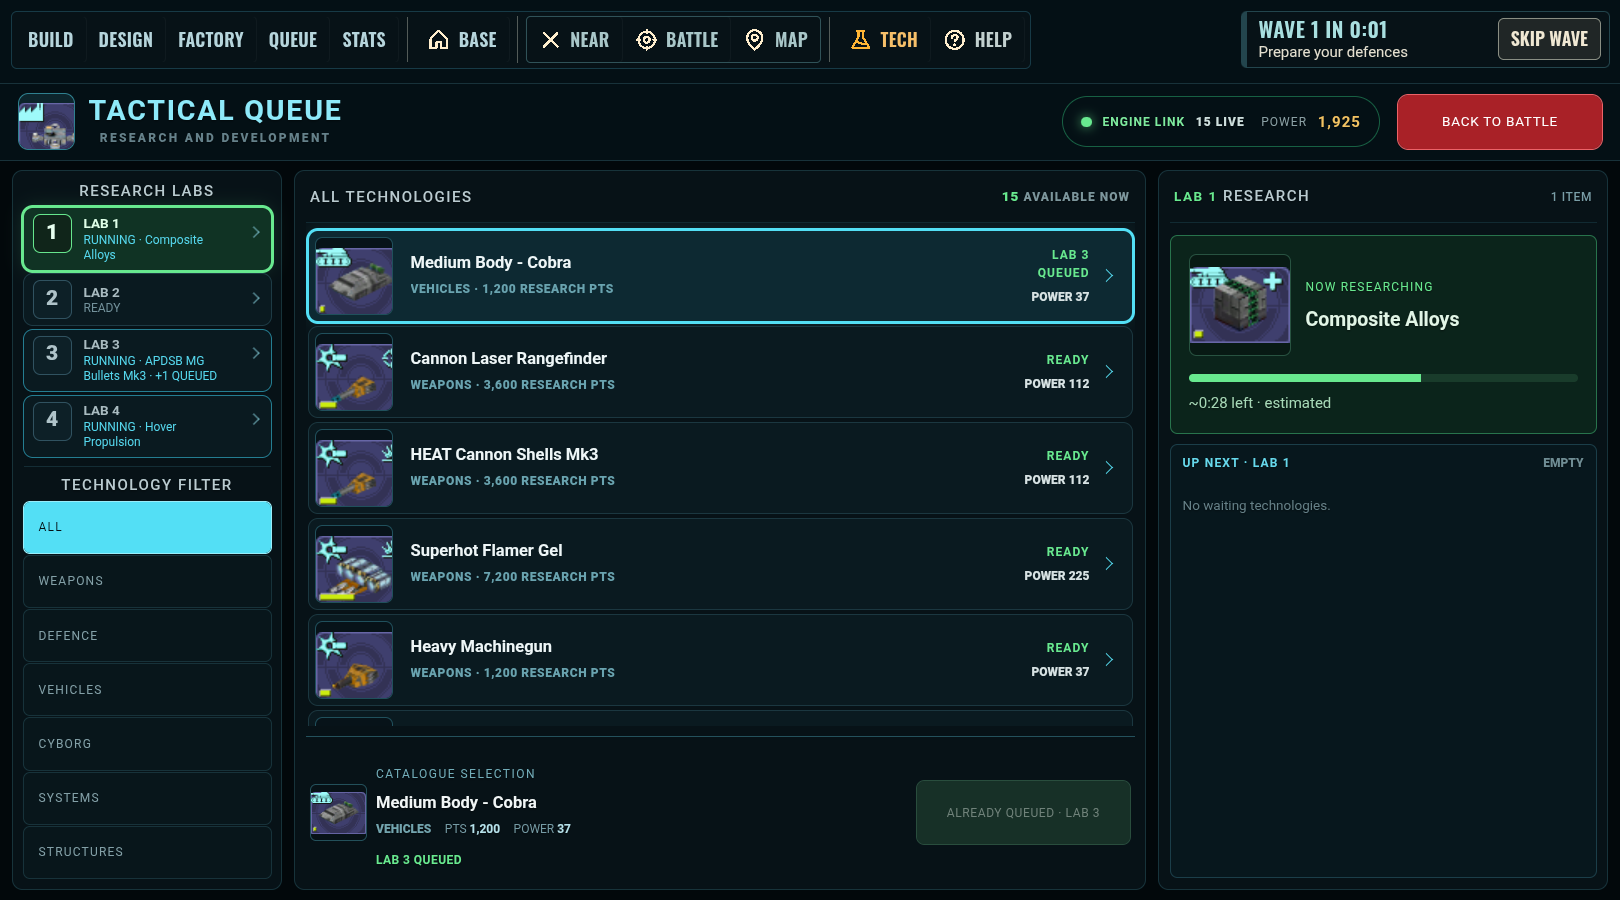 BUILD DESIGN FACTORY QUEUE STATS BASE NEAR BATTLE MAP TECH HELP
WAVE 1 IN 0:01
Prepare your defences
SKIP WAVE
TACTICAL QUEUE
RESEARCH AND DEVELOPMENT
ENGINE LINK 15 LIVE POWER 1,925
BACK TO BATTLE
RESEARCH LABS
1
LAB 1
RUNNING · Composite
Alloys
2
LAB 2
READY
3
LAB 3
RUNNING · APDSB MG
Bullets Mk3 · +1 QUEUED
4
LAB 4
RUNNING · Hover
Propulsion
TECHNOLOGY FILTER
ALL
WEAPONS
DEFENCE
VEHICLES
CYBORG
SYSTEMS
STRUCTURES
ALL TECHNOLOGIES
15 AVAILABLE NOW
Medium Body - Cobra
VEHICLES · 1,200 RESEARCH PTS
LAB 3
QUEUED
POWER 37
Cannon Laser Rangefinder
WEAPONS · 3,600 RESEARCH PTS
READY
POWER 112
HEAT Cannon Shells Mk3
WEAPONS · 3,600 RESEARCH PTS
READY
POWER 112
Superhot Flamer Gel
WEAPONS · 7,200 RESEARCH PTS
READY
POWER 225
Heavy Machinegun
WEAPONS · 1,200 RESEARCH PTS
READY
POWER 37
CATALOGUE SELECTION
Medium Body - Cobra
VEHICLES PTS 1,200 POWER 37
LAB 3 QUEUED
ALREADY QUEUED · LAB 3
LAB 1 RESEARCH
1 ITEM
NOW RESEARCHING
Composite Alloys
~0:28 left · estimated
UP NEXT · LAB 1
EMPTY
No waiting technologies.